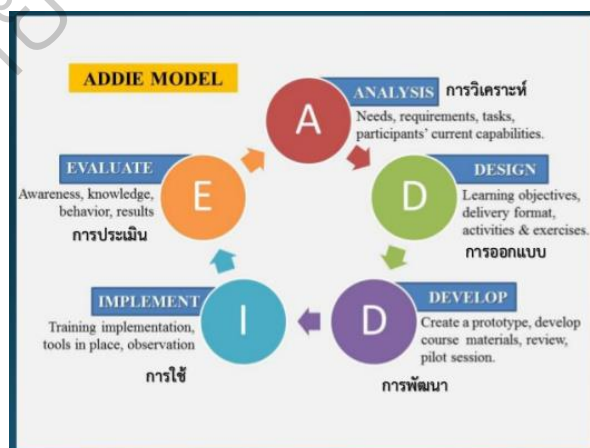 ADDIE MODEL
A
ANALYSIS การวิเคราะห์
Needs, requirements, tasks,
participants' current capabilities.
D
DESIGN
Learning objectives,
delivery format,
activities & exercises.
การออกแบบ
D
DEVELOP
Create a prototype, develop
course materials, review,
pilot session.
การพัฒนา
I
IMPLEMENT
Training implementation,
tools in place, observation
การใช้
E
EVALUATE
Awareness, knowledge,
behavior, results
การประเมิน